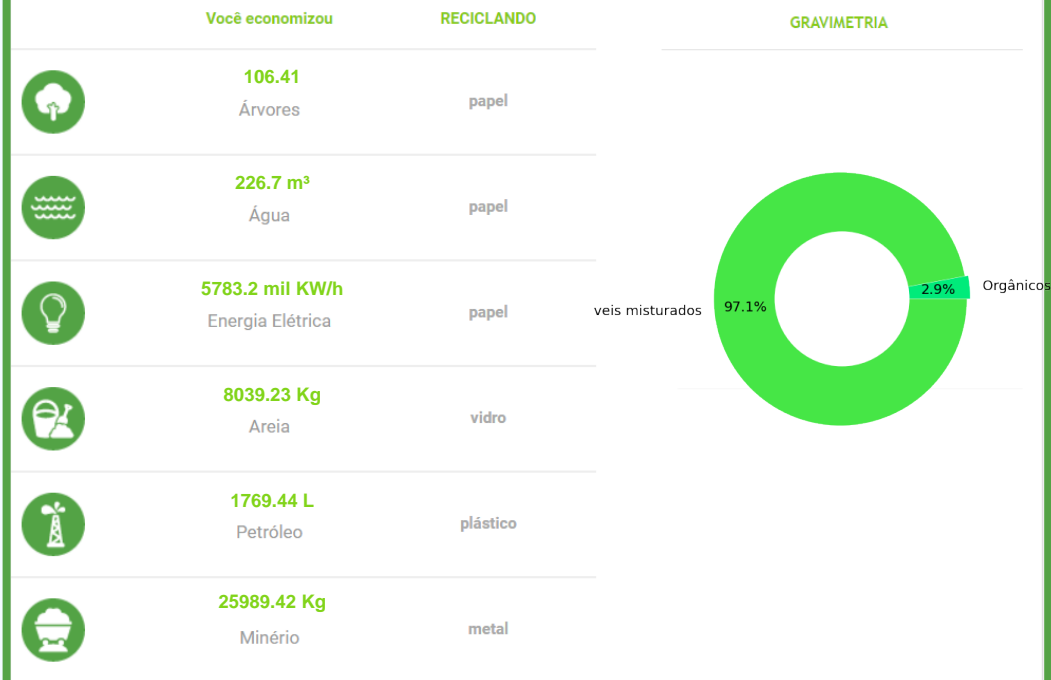 Você economizou
RECICLANDO
106.41
Árvores
papel
226.7 m³
Água
papel
5783.2 mil KW/h
Energia Elétrica
papel
8039.23 Kg
Areia
vidro
1769.44 L
Petróleo
plástico
25989.42 Kg
Minério
metal
GRAVIMETRIA
veis misturados
97.1%
2.9%
Orgânicos